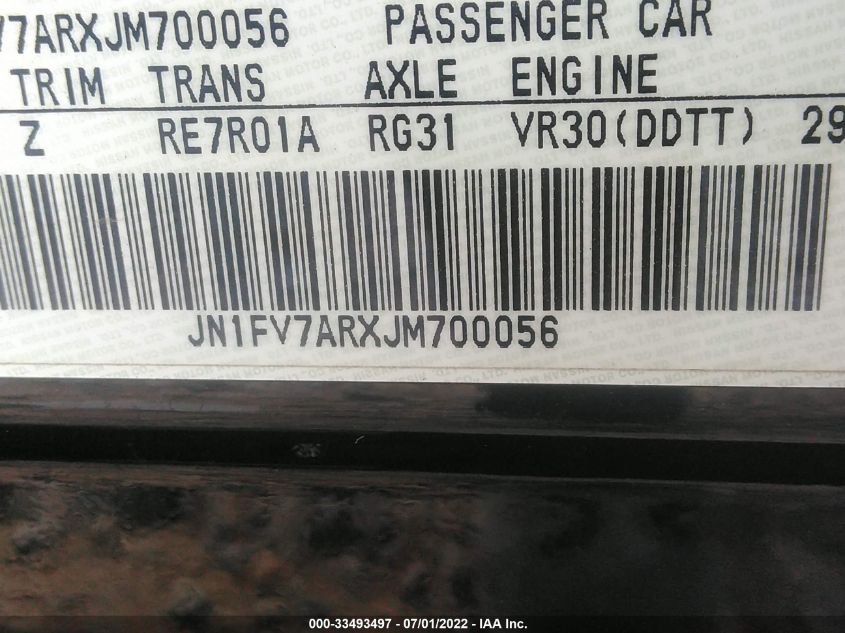 V7ARXJM700056 PASSENGER CAR
TRIM TRANS AXLE ENGINE
Z RE7R01A RG31 VR30(DDTT) 29
JN1FV7ARXJM700056
000-33493497 - 07/01/2022 - IAA Inc.